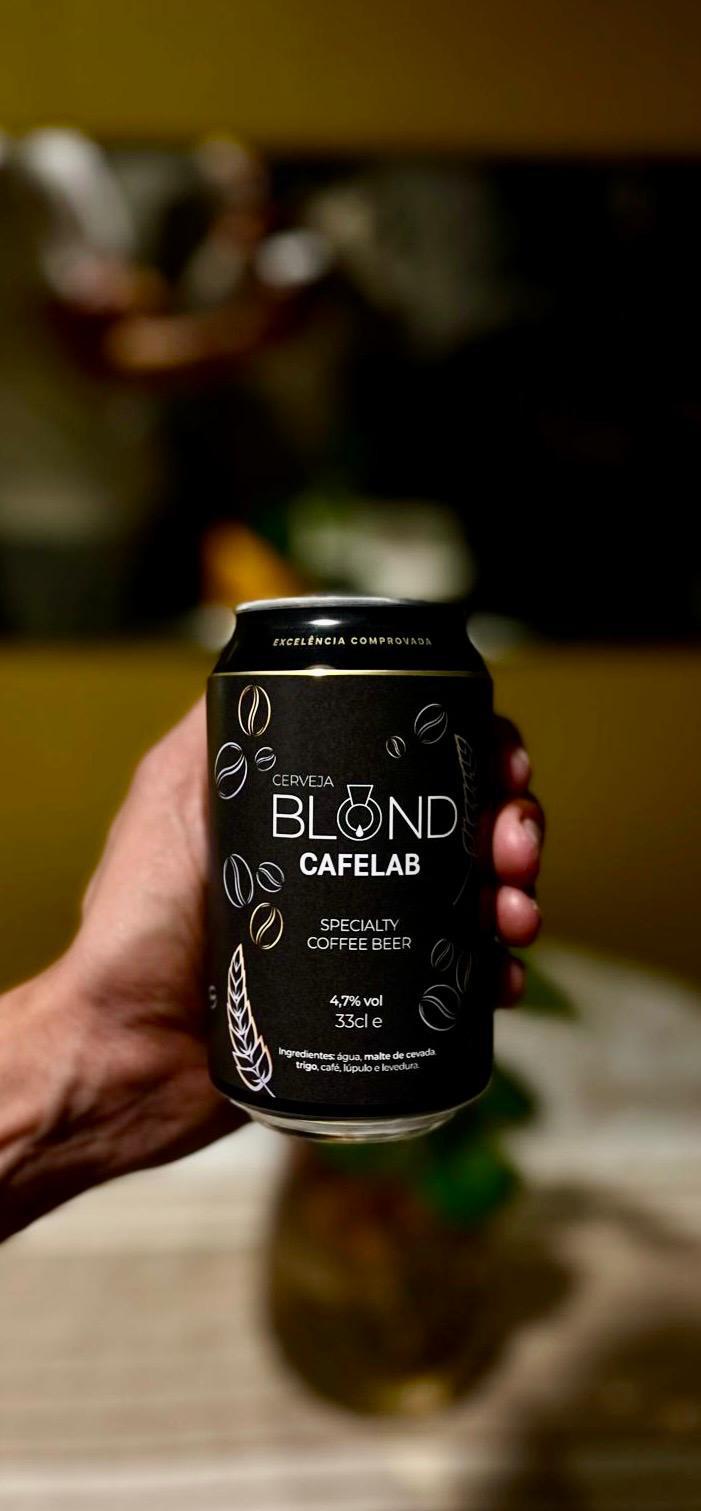 EXCELÊNCIA COMPROVADA
CERVEJA
BLOND
CAFELAB
SPECIALTY
COFFEE BEER
4,7% vol
33cl e
Ingredientes: água, malte de cevada,
trigo, café, lúpulo e levedura.